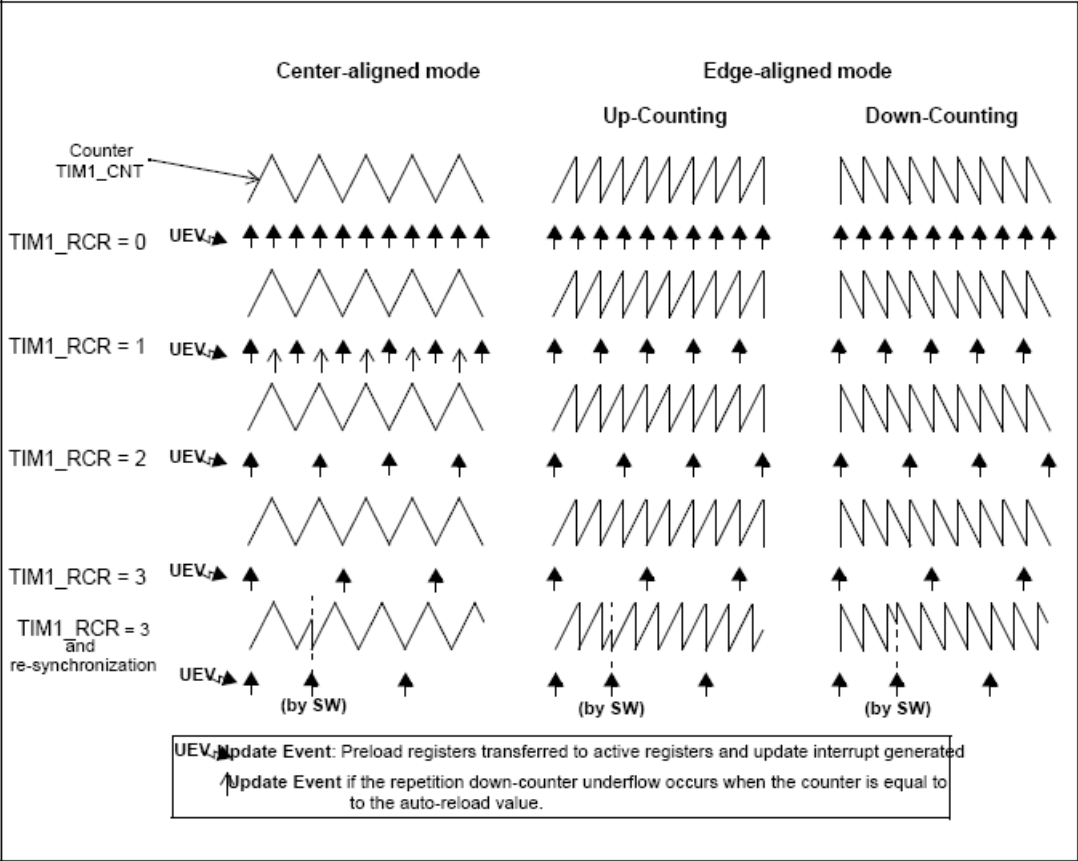 Center-aligned mode
Edge-aligned mode
Up-Counting
Down-Counting
Counter
TIM1_CNT
TIM1_RCR = 0
UEV
TIM1_RCR = 1
UEV
TIM1_RCR = 2
UEV
TIM1_RCR = 3
UEV
TIM1_RCR = 3
and
re-synchronization
UEV
(by SW)
(by SW)
(by SW)
UEV Update Event: Preload registers transferred to active registers and update interrupt generated
Update Event if the repetition down-counter underflow occurs when the counter is equal to
to the auto-reload value.